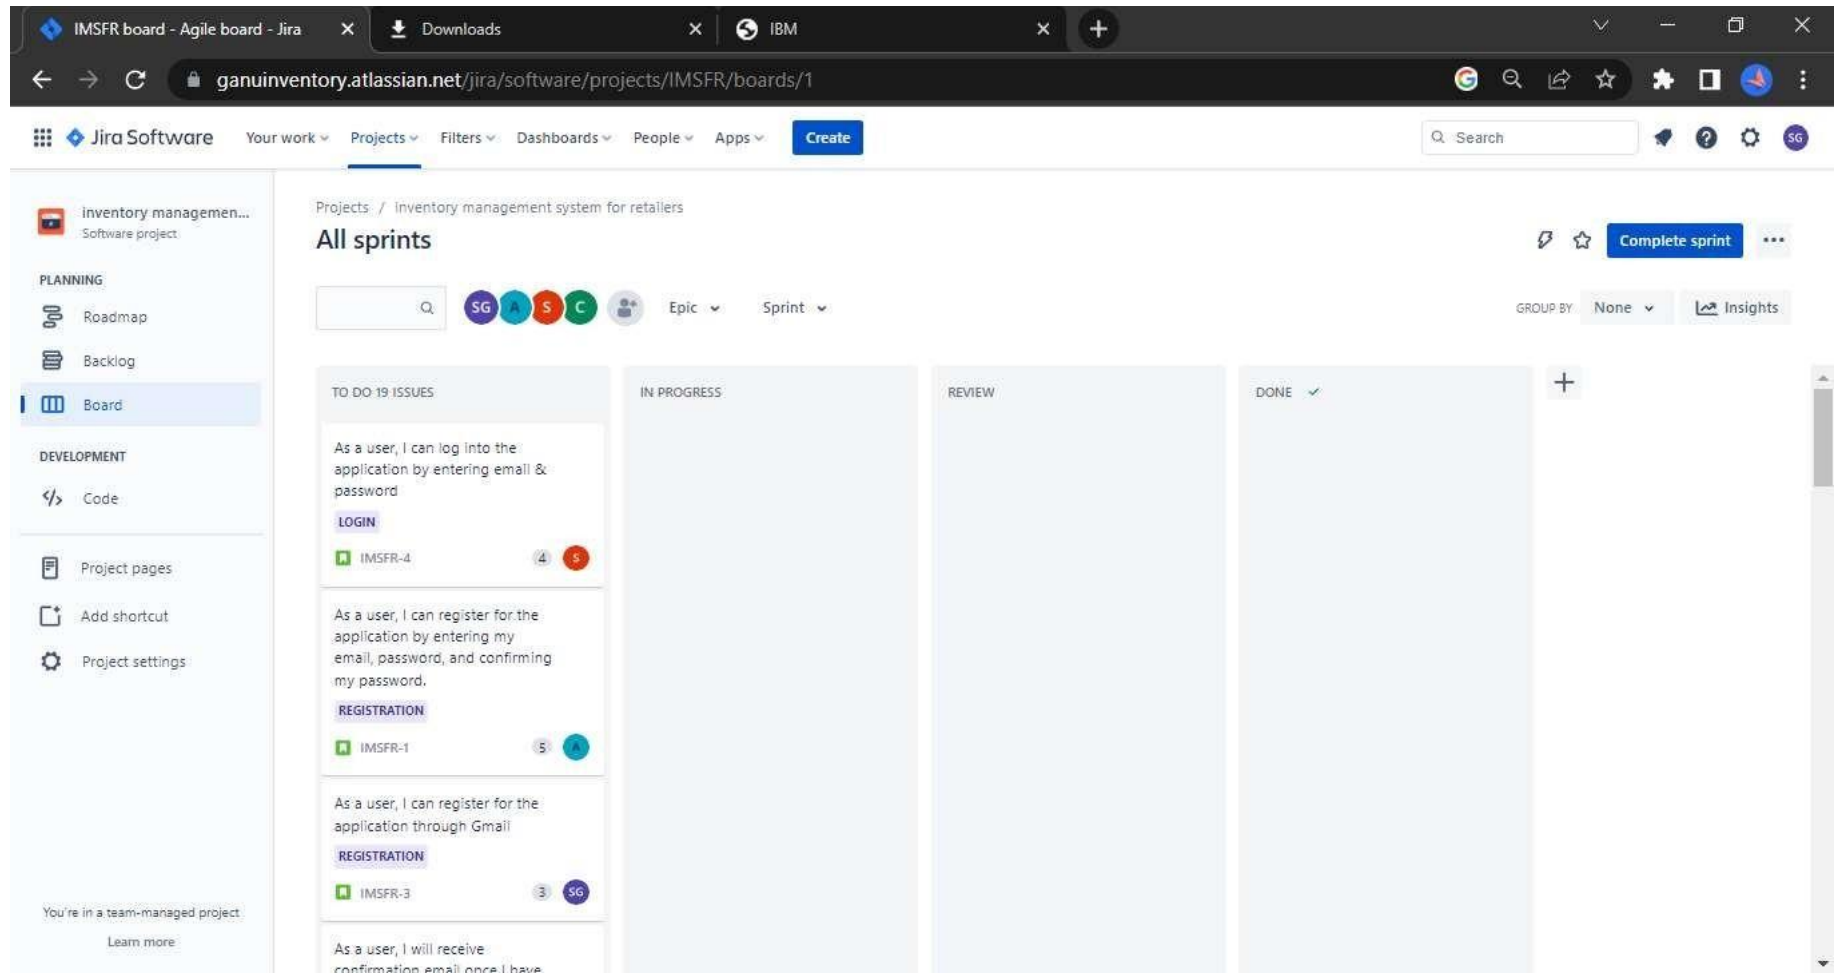 IMSFR board - Agile board - Jira
Downloads
IBM
ganuinventory.atlassian.net/jira/software/projects/IMSFR/boards/1
Jira Software
Your work
Projects
Filters
Dashboards
People
Apps
Create
Search
SG
inventory managemen...
Software project
PLANNING
Roadmap
Backlog
Board
DEVELOPMENT
Code
Project pages
Add shortcut
Project settings
You're in a team-managed project
Learn more
Projects / inventory management system for retailers
All sprints
Complete sprint
SG A S C
Epic
Sprint
GROUP BY None
Insights
TO DO 19 ISSUES
As a user, I can log into the
application by entering email &
password
LOGIN
IMSFR-4 4 S
As a user, I can register for the
application by entering my
email, password, and confirming
my password.
REGISTRATION
IMSFR-1 5 A
As a user, I can register for the
application through Gmail
REGISTRATION
IMSFR-3 3 SG
As a user, I will receive
confirmation email once I have
IN PROGRESS
REVIEW
DONE